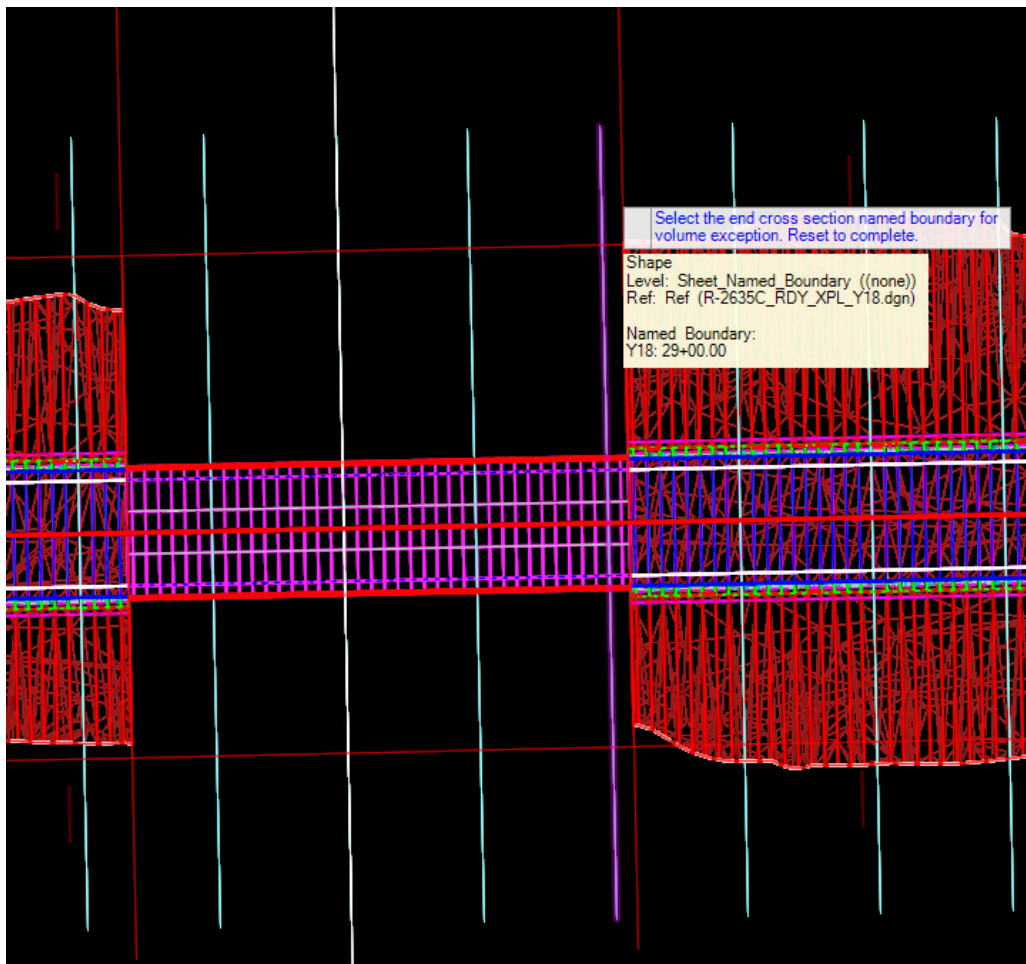 Select the end cross section named boundary for
volume exception. Reset to complete.
Shape
Level: Sheet_Named_Boundary ((none))
Ref: Ref (R-2635C_RDY_XPL_Y18.dgn)
Named Boundary:
Y18: 29+00.00